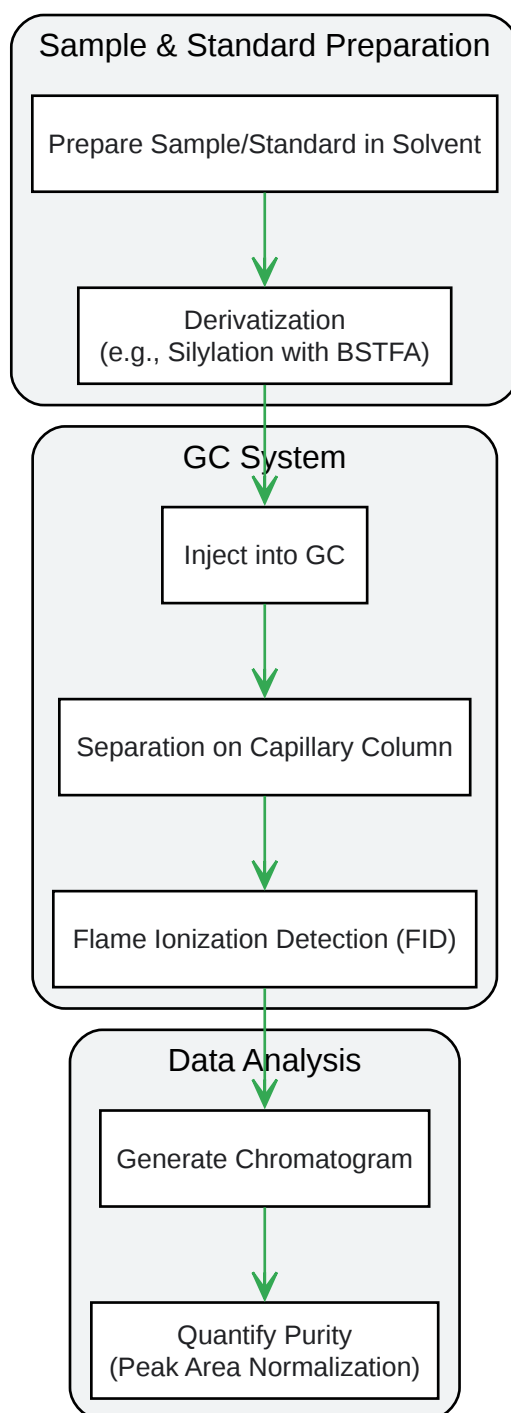 Sample & Standard Preparation
Prepare Sample/Standard in Solvent
Derivatization
(e.g., Silylation with BSTFA)
GC System
Inject into GC
Separation on Capillary Column
Flame Ionization Detection (FID)
Data Analysis
Generate Chromatogram
Quantify Purity
(Peak Area Normalization)